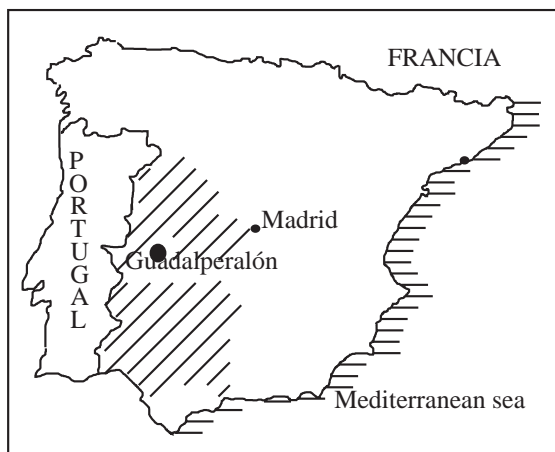 FRANCIA
PORTUGAL
Madrid
Guadalperalón
Mediterranean sea